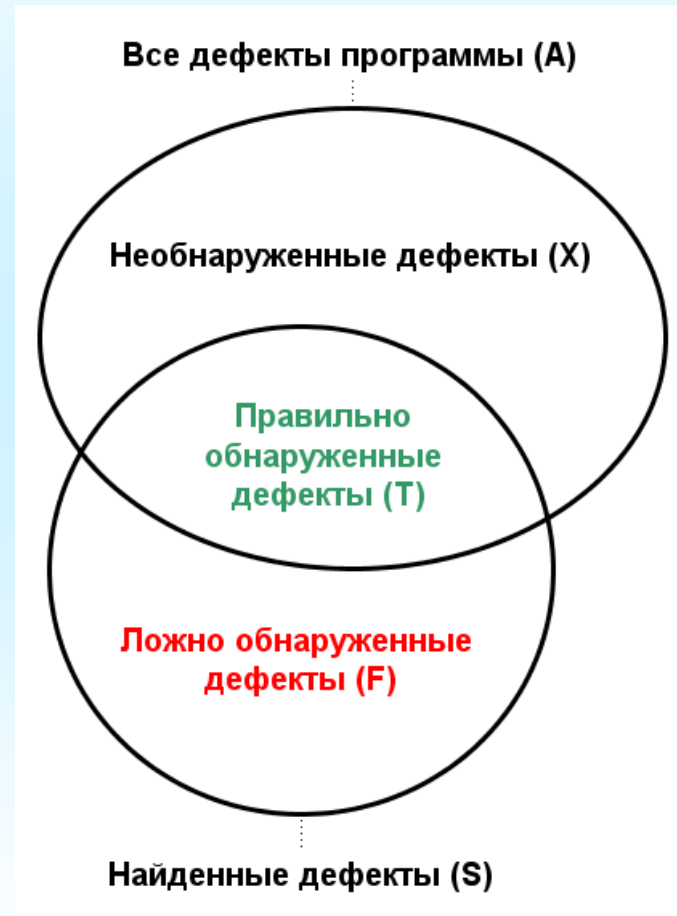 Все дефекты программы (A)
Необнаруженные дефекты (X)
Правильно
обнаруженные
дефекты (T)
Ложно обнаруженные
дефекты (F)
Найденные дефекты (S)